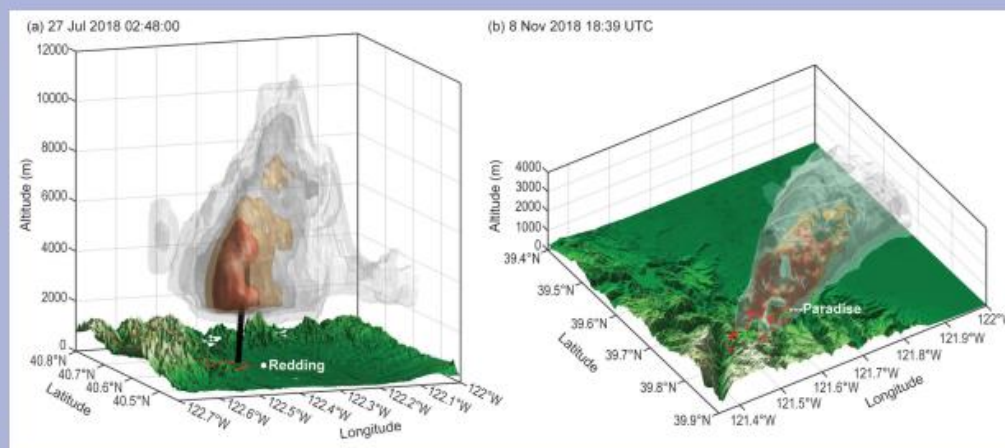 (a) 27 Jul 2018 02:48:00
12000
10000
8000
6000
4000
2000
0
Altitude (m)
40.8°N
40.7°N
40.6°N
40.5°N
Latitude
122.7°W
122.6°W
122.5°W
122.4°W
122.3°W
122.2°W
122.1°W
122°W
Longitude
Redding
(b) 8 Nov 2018 18:39 UTC
4000
3000
2000
1000
0
Altitude (m)
39.4°N
39.5°N
39.6°N
39.7°N
39.8°N
39.9°N
Latitude
121.4°W
121.5°W
121.6°W
121.7°W
121.8°W
121.9°W
122°W
Longitude
Paradise